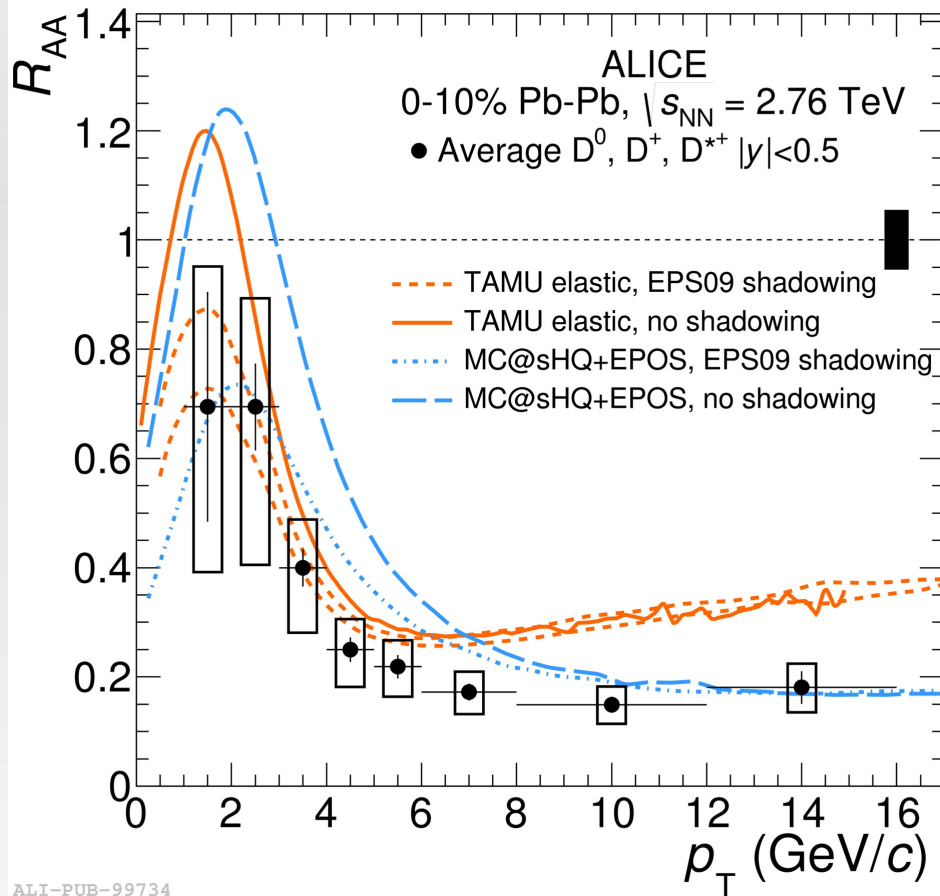 R_AA
1.4
1.2
1
0.8
0.6
0.4
0.2
0
ALICE
0-10% Pb-Pb, √s_NN = 2.76 TeV
Average D^0, D^+, D*^+ |y|<0.5
TAMU elastic, EPS09 shadowing
TAMU elastic, no shadowing
MC@sHQ+EPOS, EPS09 shadowing
MC@sHQ+EPOS, no shadowing
0 2 4 6 8 10 12 14 16
p_T (GeV/c)
ALI-PUB-99734